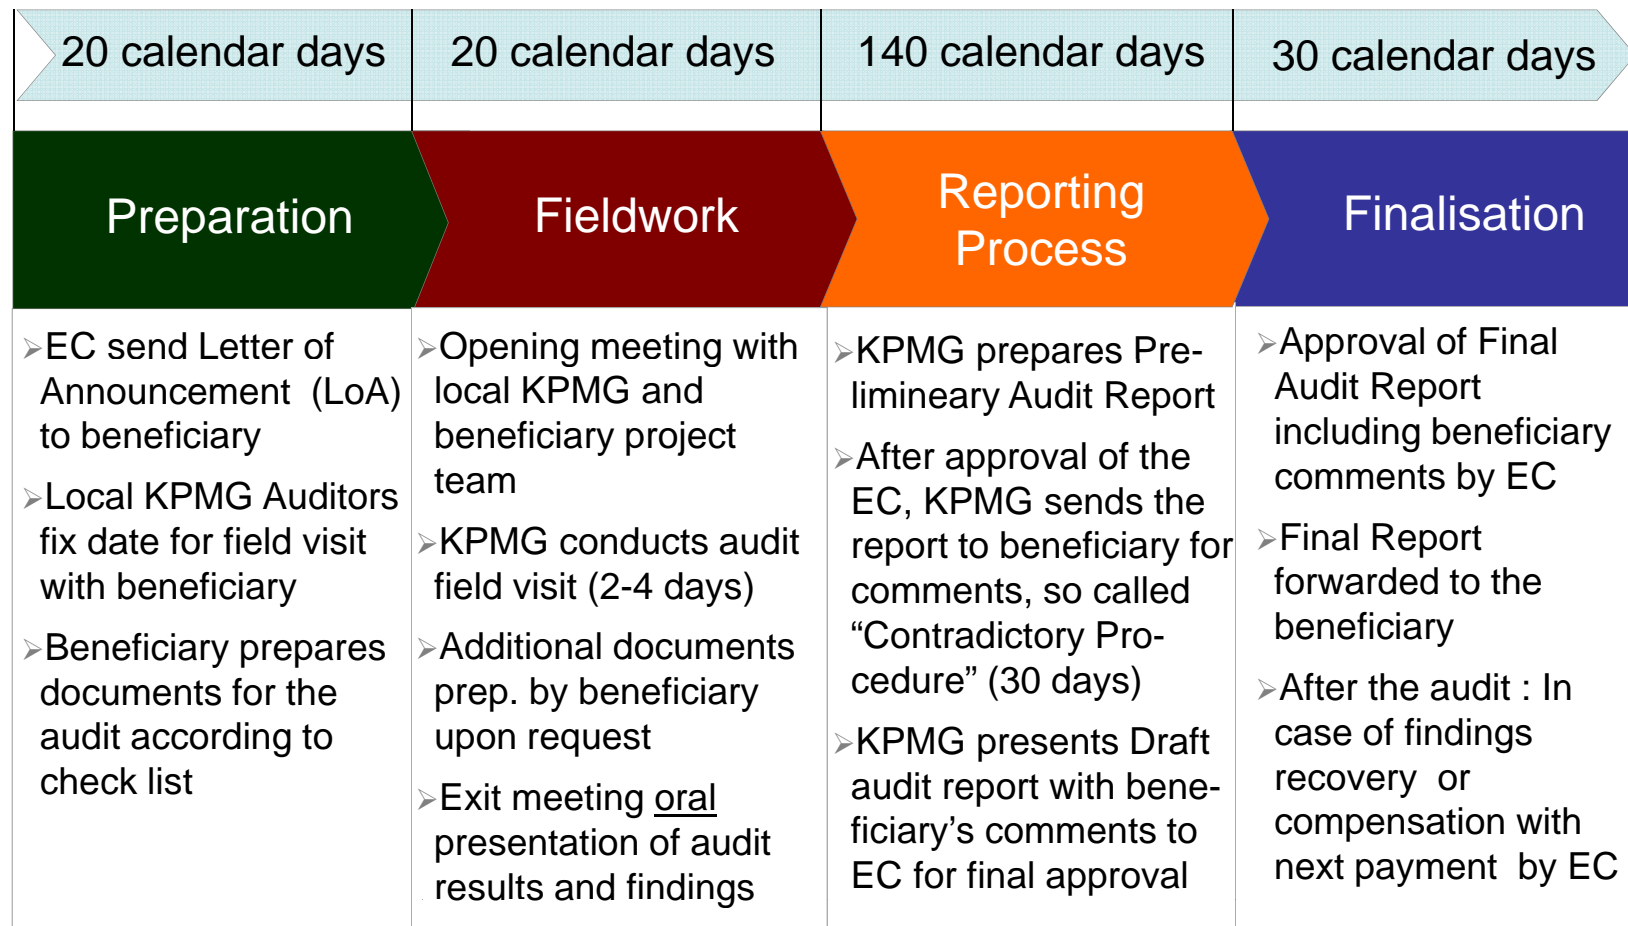 20 calendar days
20 calendar days
140 calendar days
30 calendar days
Preparation
Fieldwork
Reporting
Process
Finalisation
➢EC send Letter of
Announcement (LoA)
to beneficiary
➢Local KPMG Auditors
fix date for field visit
with beneficiary
➢Beneficiary prepares
documents for the
audit according to
check list
➢Opening meeting with
local KPMG and
beneficiary project
team
➢KPMG conducts audit
field visit (2-4 days)
➢Additional documents
prep. by beneficiary
upon request
➢Exit meeting oral
presentation of audit
results and findings
➢KPMG prepares Pre-
limineary Audit Report
➢After approval of the
EC, KPMG sends the
report to beneficiary for
comments, so called
“Contradictory Pro-
cedure” (30 days)
➢KPMG presents Draft
audit report with bene-
ficiary’s comments to
EC for final approval
➢Approval of Final
Audit Report
including beneficiary
comments by EC
➢Final Report
forwarded to the
beneficiary
➢After the audit : In
case of findings
recovery or
compensation with
next payment by EC